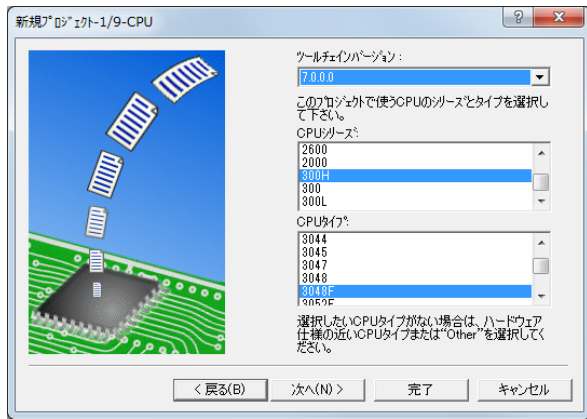 新規ﾌﾟﾛｼﾞｪｸﾄ-1/9-CPU
ﾂｰﾙﾁｪｲﾝﾊﾞｰｼﾞｮﾝ :
7.0.0.0
このﾌﾟﾛｼﾞｪｸﾄで使うCPUのｼﾘｰｽﾞとﾀｲﾌﾟを選択し
て下さい。
CPUｼﾘｰｽﾞ:
2600
2000
300H
300
300L
CPUﾀｲﾌﾟ:
3044
3045
3047
3048
3048F
3052F
選択したいCPUﾀｲﾌﾟがない場合は、ハードウェア
仕様の近いCPUﾀｲﾌﾟまたは“Other”を選択してく
ださい。
< 戻る(B)
次へ(N) >
完了
キャンセル